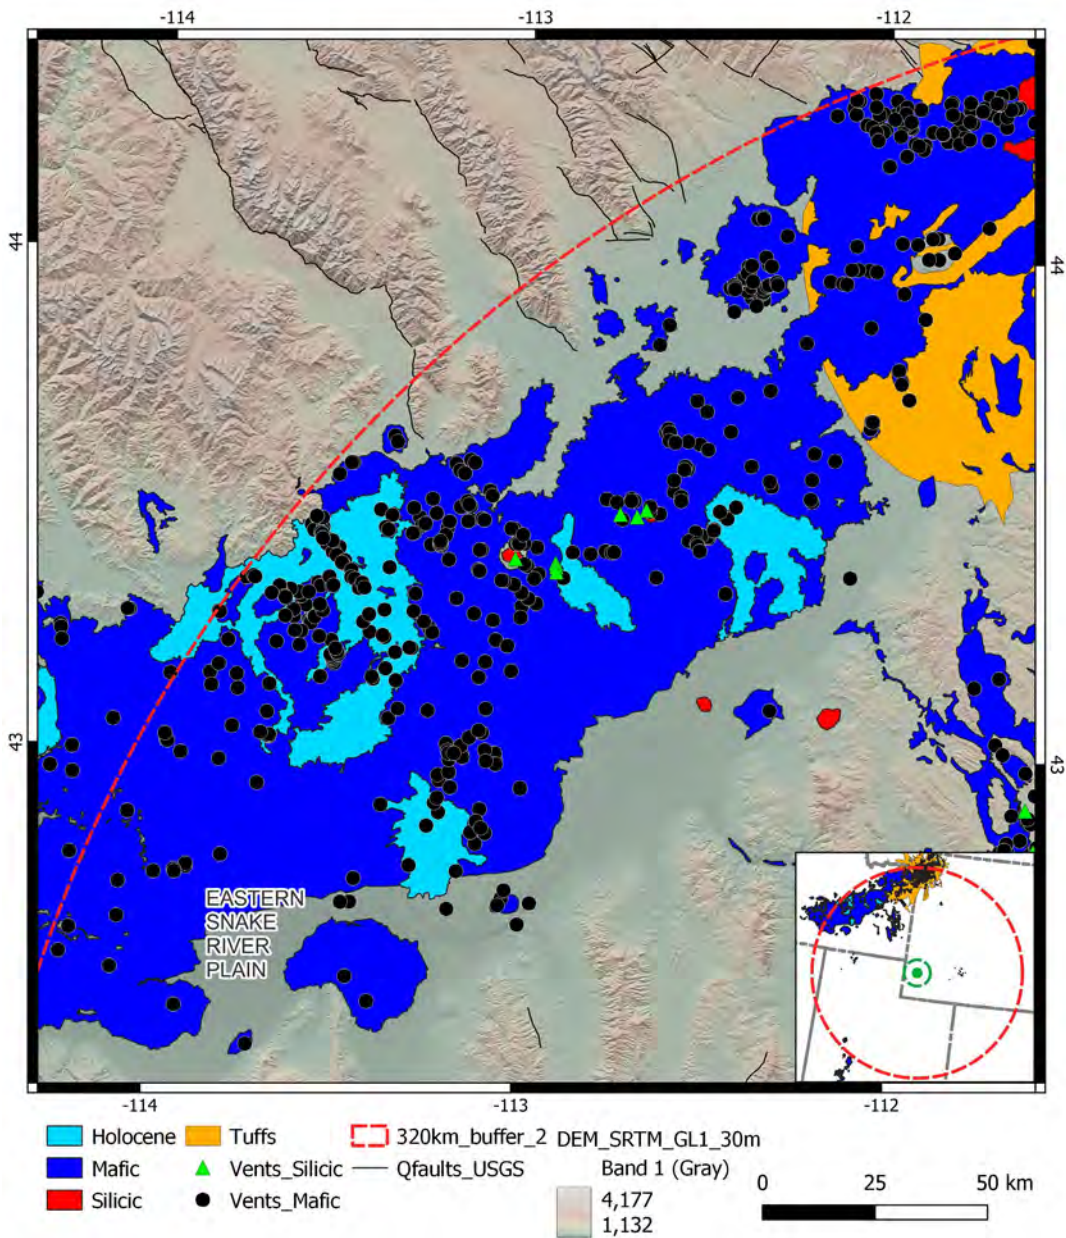 -114
-113
-112
44
44
43
43
EASTERN
SNAKE
RIVER
PLAIN
-114
-113
-112
Holocene
Tuffs
320km_buffer_2
DEM_SRTM_GL1_30m
Mafic
Vents_Silicic
Qfaults_USGS
Band 1 (Gray)
Silicic
Vents_Mafic
4,177
1,132
0
25
50 km